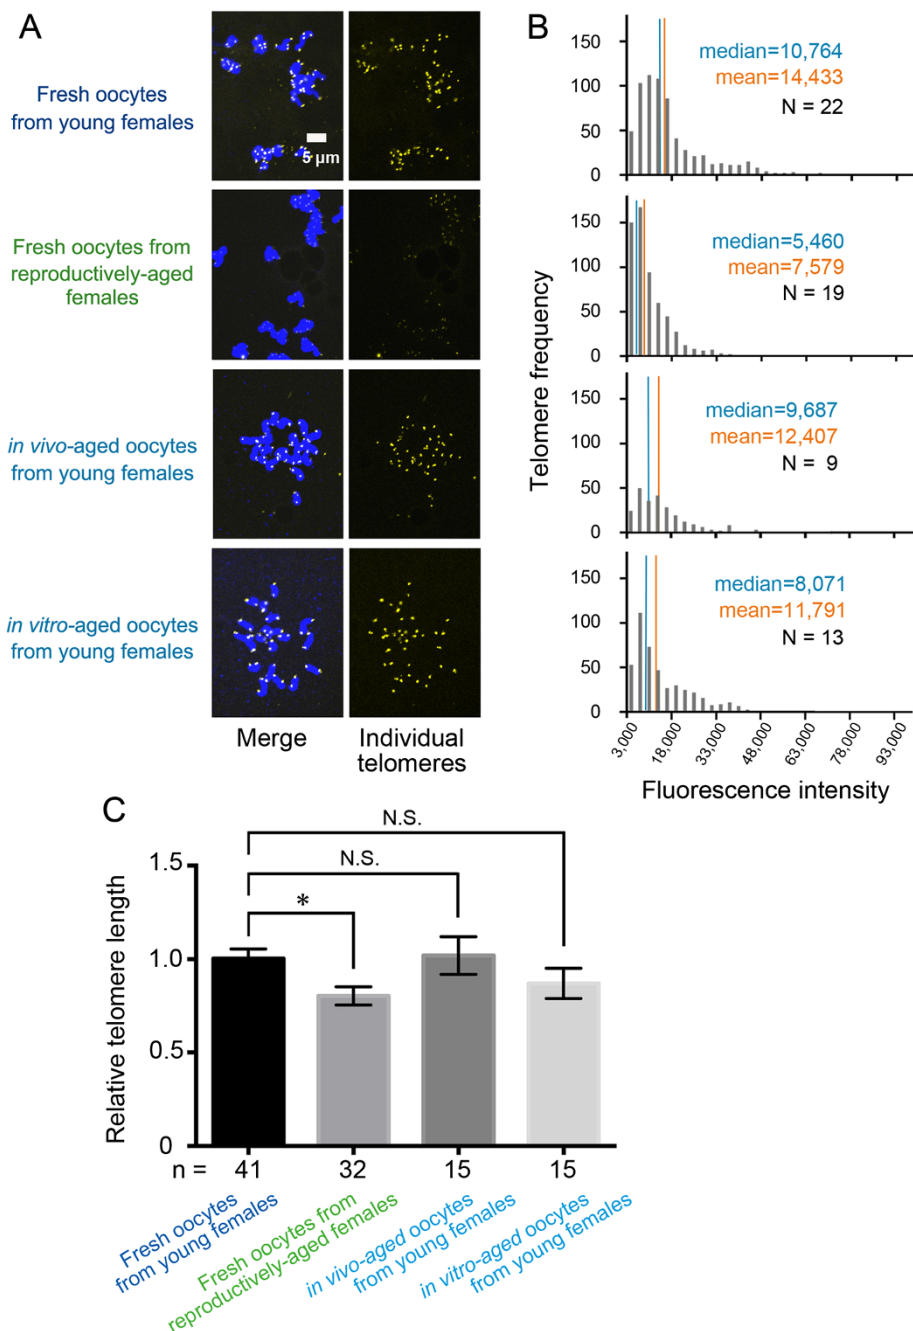 A
Fresh oocytes
from young females
5 µm
Fresh oocytes from
reproductively-aged
females
in vivo-aged oocytes
from young females
in vitro-aged oocytes
from young females
Merge
Individual
telomeres
B
Telomere frequency
150
100
50
0
median=10,764
mean=14,433
N = 22
150
100
50
0
median=5,460
mean=7,579
N = 19
150
100
50
0
median=9,687
mean=12,407
N = 9
150
100
50
0
median=8,071
mean=11,791
N = 13
3,000
18,000
33,000
48,000
63,000
78,000
93,000
Fluorescence intensity
C
Relative telomere length
1.5
1.0
0.5
0
N.S.
N.S.
*
n = 41 32 15 15
Fresh oocytes
from young females
Fresh oocytes from
reproductively-aged females
in vivo-aged oocytes
from young females
in vitro-aged oocytes
from young females